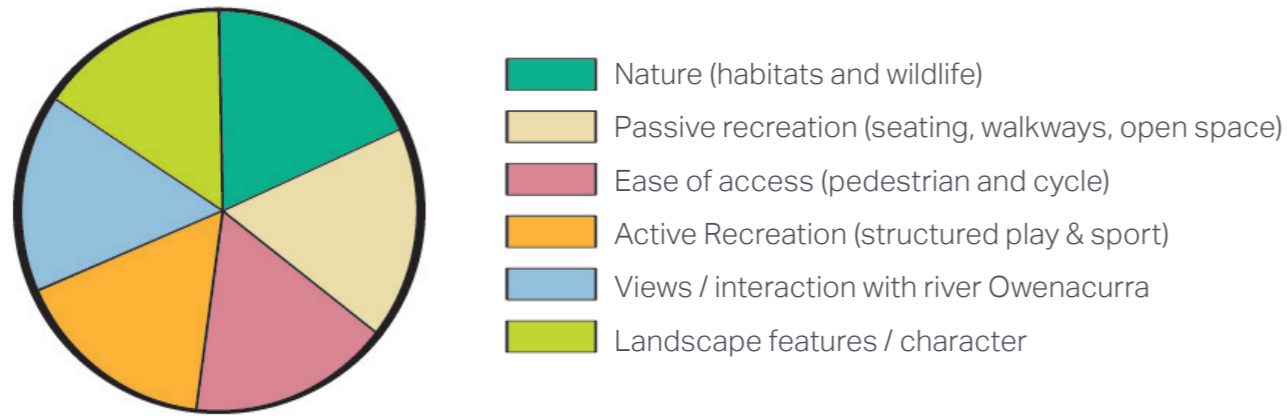 Nature (habitats and wildlife)
Passive recreation (seating, walkways, open space)
Ease of access (pedestrian and cycle)
Active Recreation (structured play & sport)
Views / interaction with river Owenacurra
Landscape features / character